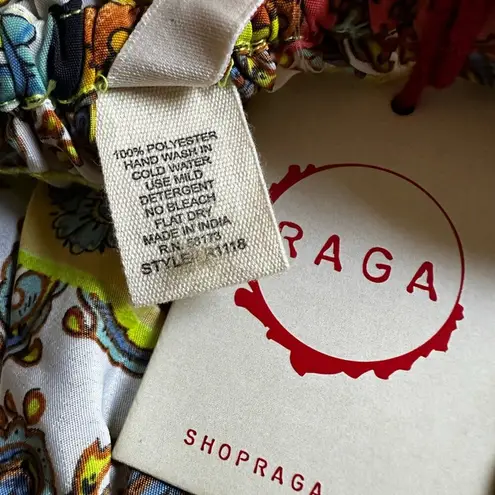 100% POLYESTER
HAND WASH IN
COLD WATER
USE MILD
DETERGENT
NO BLEACH
FLAT DRY
MADE IN INDIA
R.N. 93173
RAGA
SHOPRAGA